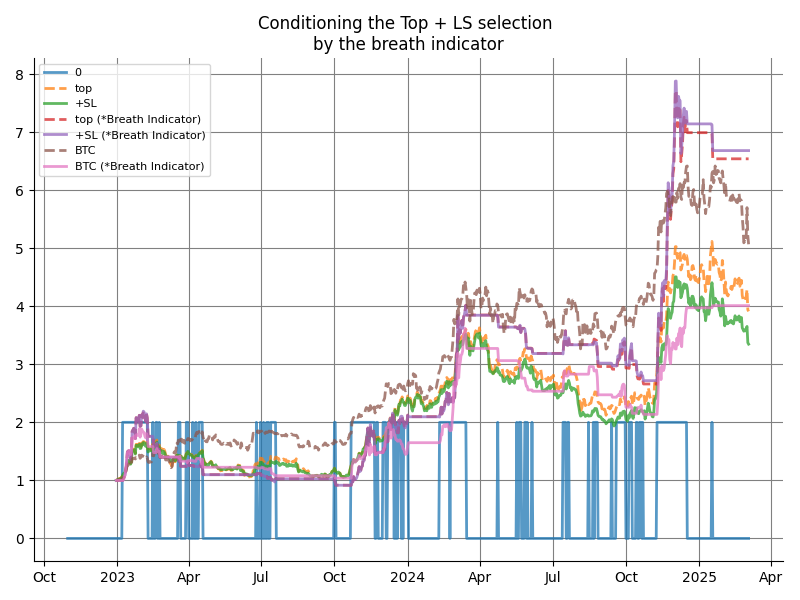 Conditioning the Top + LS selection
by the breath indicator
0
top
+SL
top (*Breath Indicator)
+SL (*Breath Indicator)
BTC
BTC (*Breath Indicator)
8
7
6
5
4
3
2
1
0
Oct
2023
Apr
Jul
Oct
2024
Apr
Jul
Oct
2025
Apr